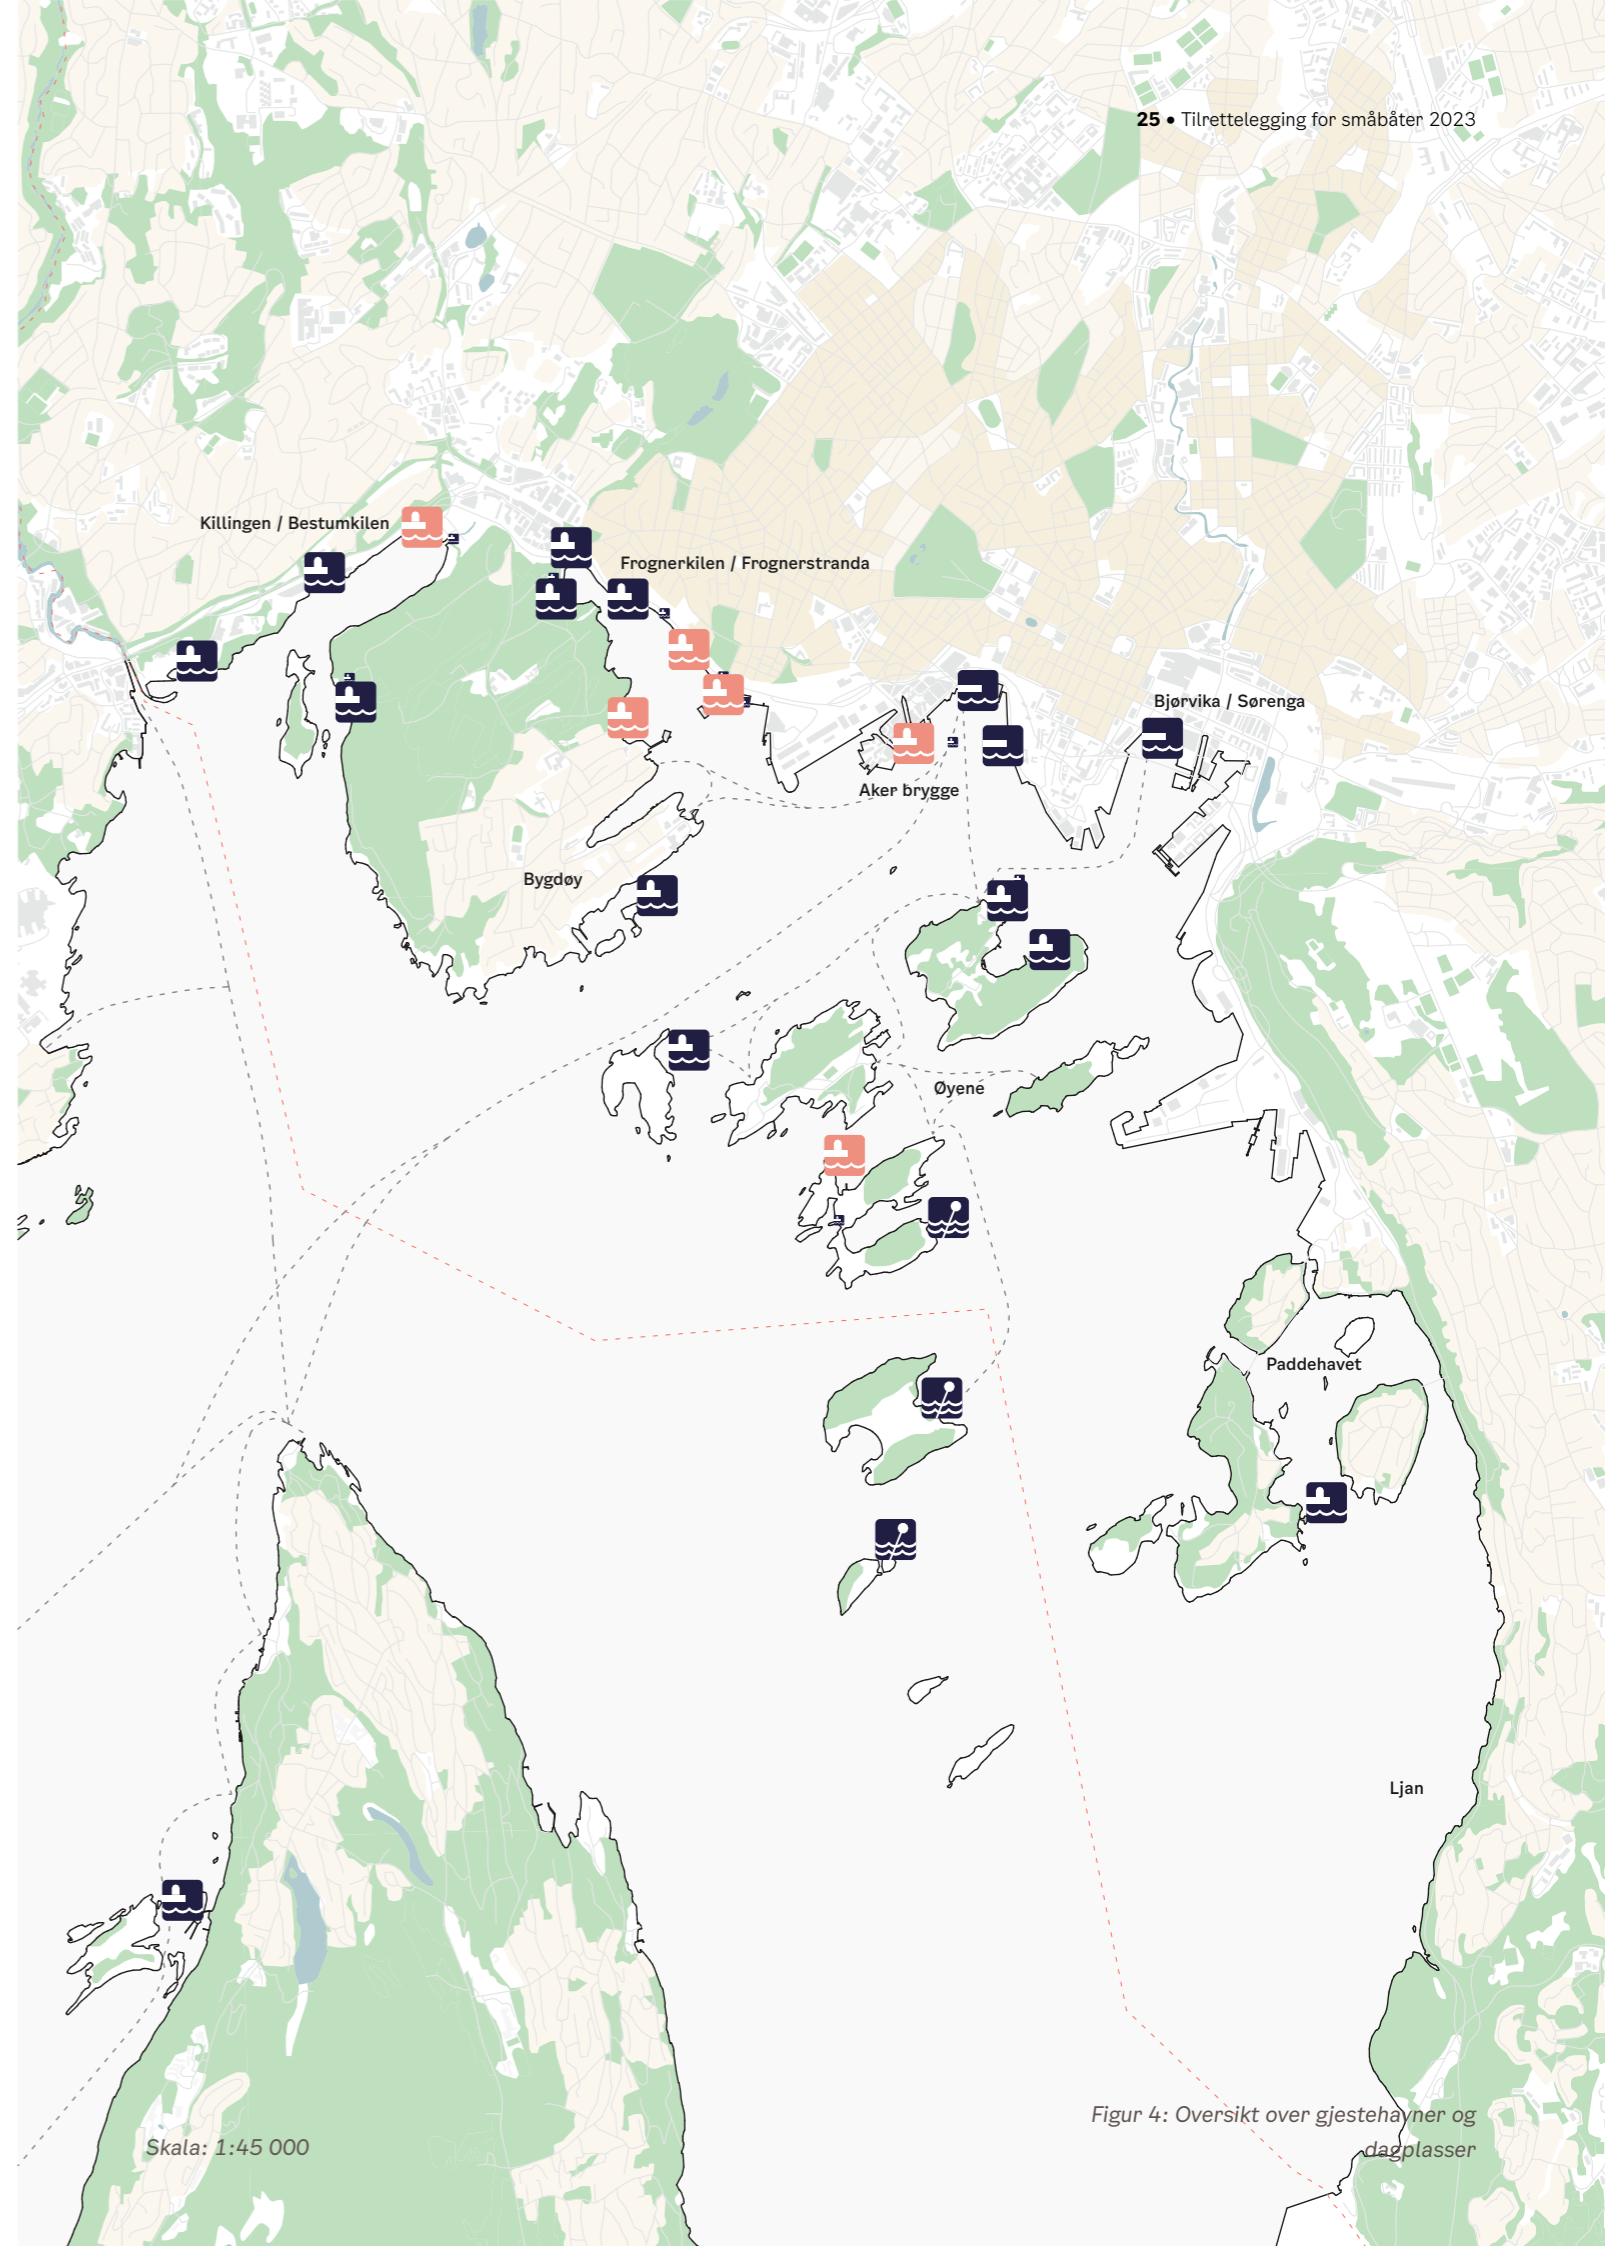 25 • Tilrettelegging for småbåter 2023
Killingen / Bestumkilen
Frognerkilen / Frognerstranda
Bjørvika / Sørenga
Aker brygge
Bygdøy
Øyene
Paddehavet
Ljan
Figur 4: Oversikt over gjestehavner og
dagplasser
Skala: 1:45 000